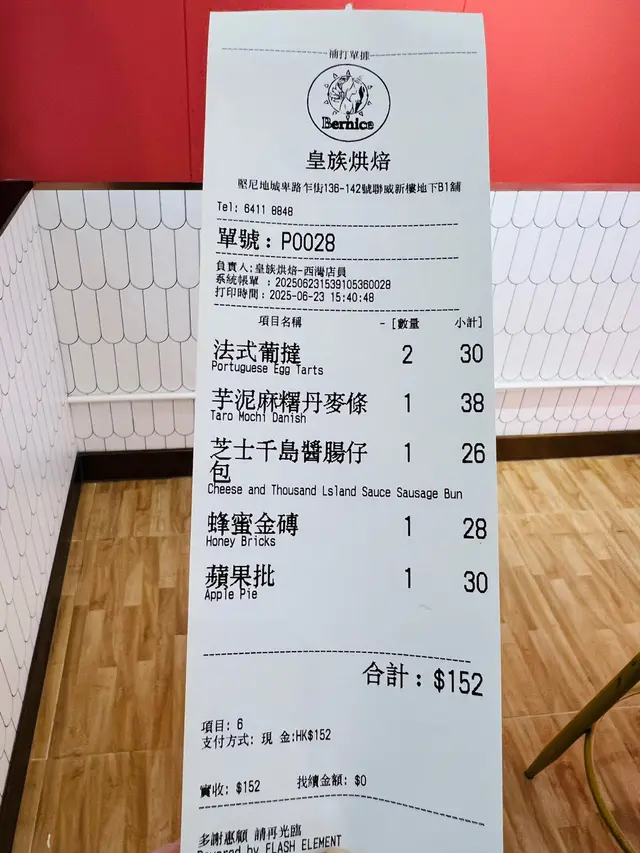 補打單據
Bernice
皇族烘焙
堅尼地城卑路乍街136-142號聯威新樓地下B1舖
Tel: 6411 8848
單號: P0028
負責人:皇族烘焙-西灣店員
系統帳單 : 202506231539105360028
打印時間 : 2025-06-23 15:40:48
項目名稱 - [數量 小計]
法式葡撻 2 30
Portuguese Egg Tarts
芋泥麻糬丹麥條 1 38
Taro Mochi Danish
芝士千島醬腸仔 1 26
包
Cheese and Thousand Lsland Sauce Sausage Bun
蜂蜜金磚 1 28
Honey Bricks
蘋果批 1 30
Apple Pie
合計: $152
項目: 6
支付方式: 現 金:HK$152
實收: $152 找續金額: $0
多謝惠顧 請再光臨
Powered by FLASH ELEMENT